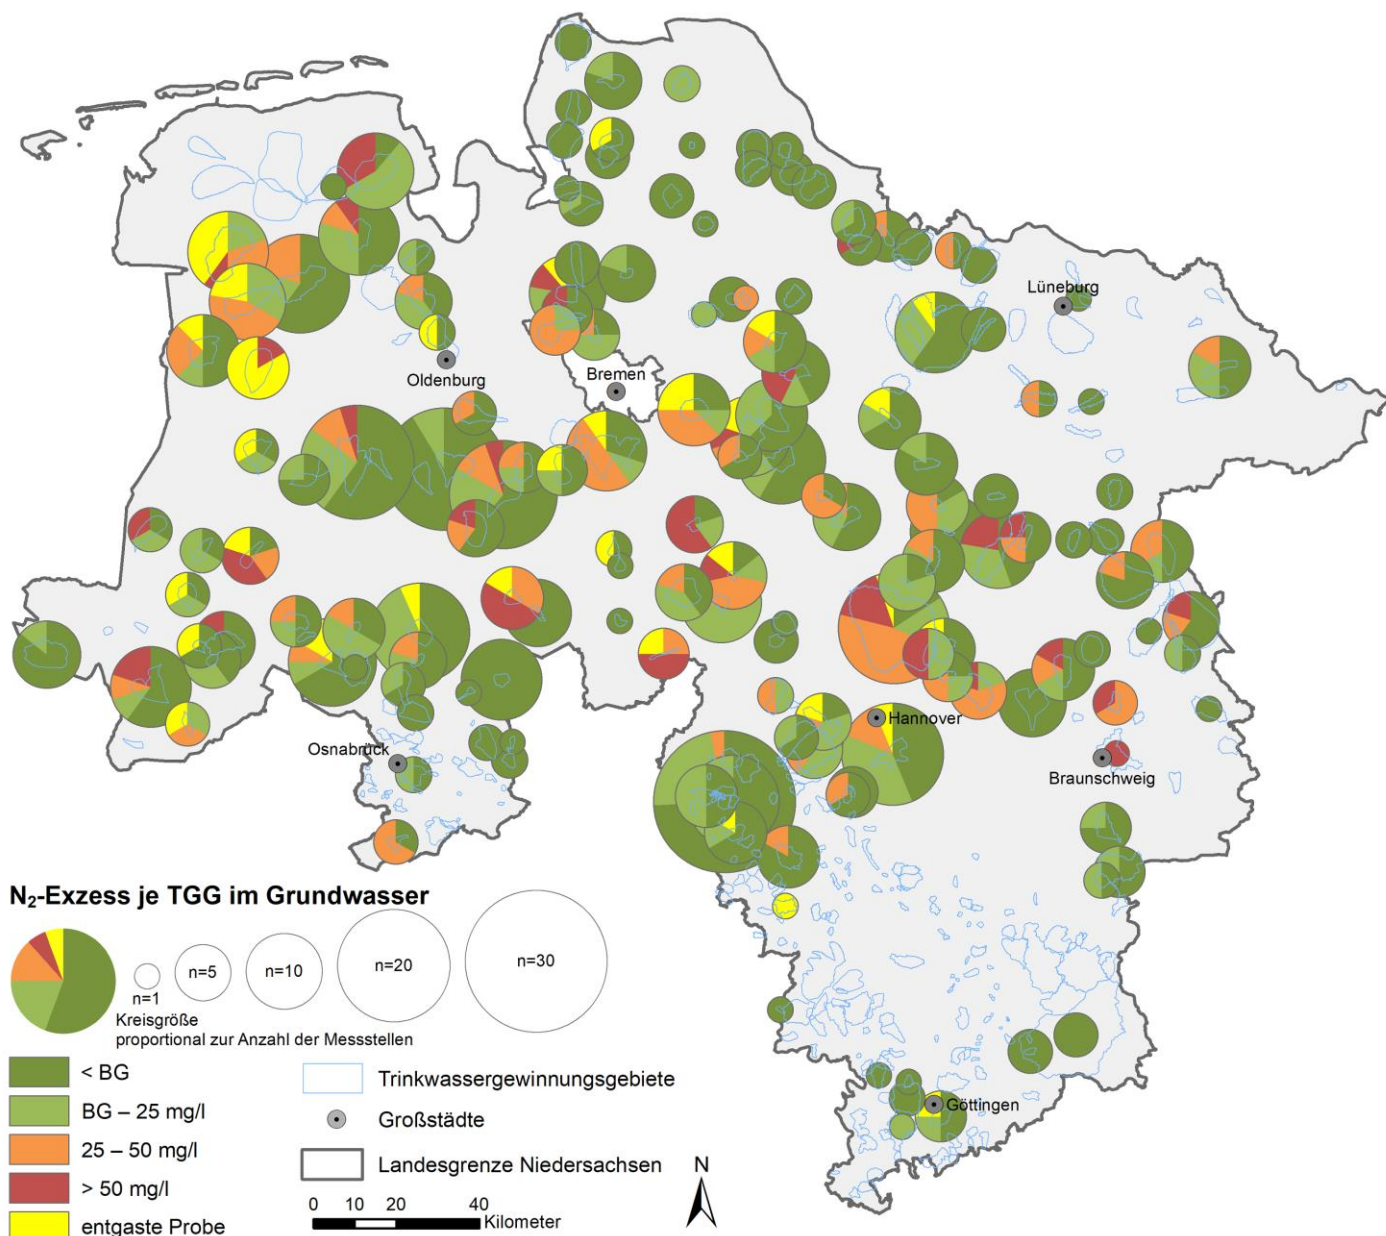 Lüneburg
Oldenburg
Bremen
Hannover
Osnabrück
Braunschweig
Göttingen
N₂-Exzess je TGG im Grundwasser
n=1
n=5
n=10
n=20
n=30
Kreisgröße
proportional zur Anzahl der Messstellen
< BG
BG – 25 mg/l
25 – 50 mg/l
> 50 mg/l
entgaste Probe
Trinkwassergewinnungsgebiete
Großstädte
Landesgrenze Niedersachsen
0 10 20 40
Kilometer
N